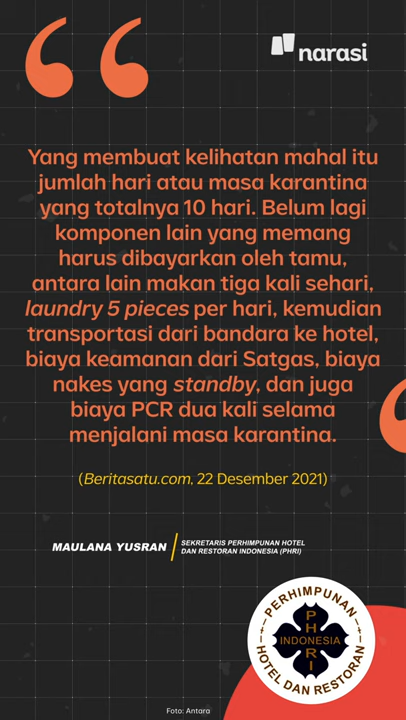 narasi
Yang membuat kelihatan mahal itu
jumlah hari atau masa karantina
yang totalnya 10 hari. Belum lagi
komponen lain yang memang
harus dibayarkan oleh tamu,
antara lain makan tiga kali sehari,
laundry 5 pieces per hari, kemudian
transportasi dari bandara ke hotel,
biaya keamanan dari Satgas, biaya
nakes yang standby, dan juga
biaya PCR dua kali selama
menjalani masa karantina.
(Beritasatu.com, 22 Desember 2021)
MAULANA YUSRAN
SEKRETARIS PERHIMPUNAN HOTEL
DAN RESTORAN INDONESIA (PHRI)
PERHIMPUNAN
PHRI
INDONESIA
HOTEL DAN RESTORAN
Foto: Antara